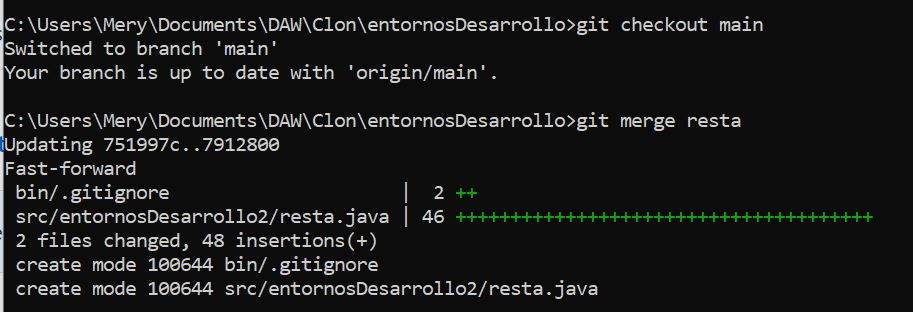 C:\Users\Mery\Documents\DAW\Clon\entornosDesarrollo>git checkout main
Switched to branch 'main'
Your branch is up to date with 'origin/main'.
C:\Users\Mery\Documents\DAW\Clon\entornosDesarrollo>git merge resta
Updating 751997c..7912800
Fast-forward
 bin/.gitignore                        |  2 ++
 src/entornosDesarrollo2/resta.java | 46 ++++++++++++++++++++++++++++++++++++++
 2 files changed, 48 insertions(+)
 create mode 100644 bin/.gitignore
 create mode 100644 src/entornosDesarrollo2/resta.java